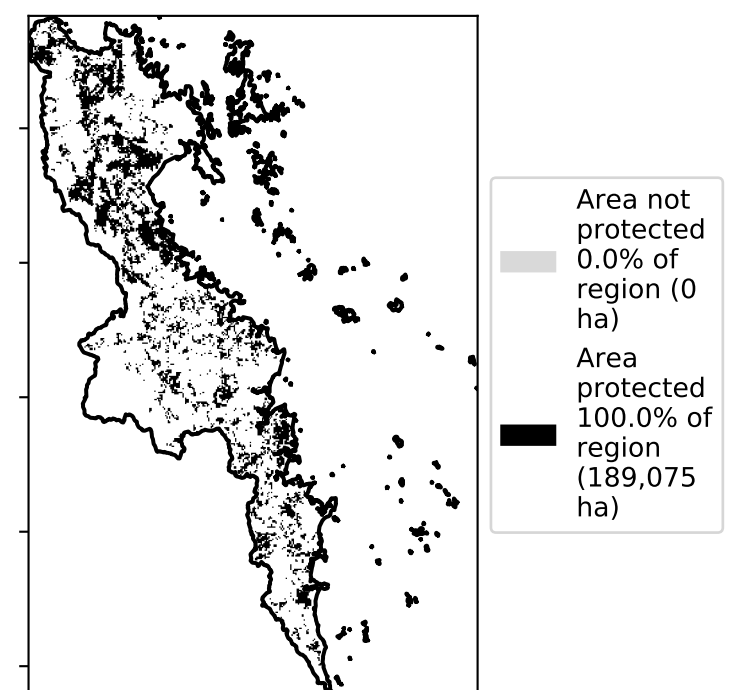 Area not
protected
0.0% of
region (0
ha)
Area
protected
100.0% of
region
(189,075
ha)